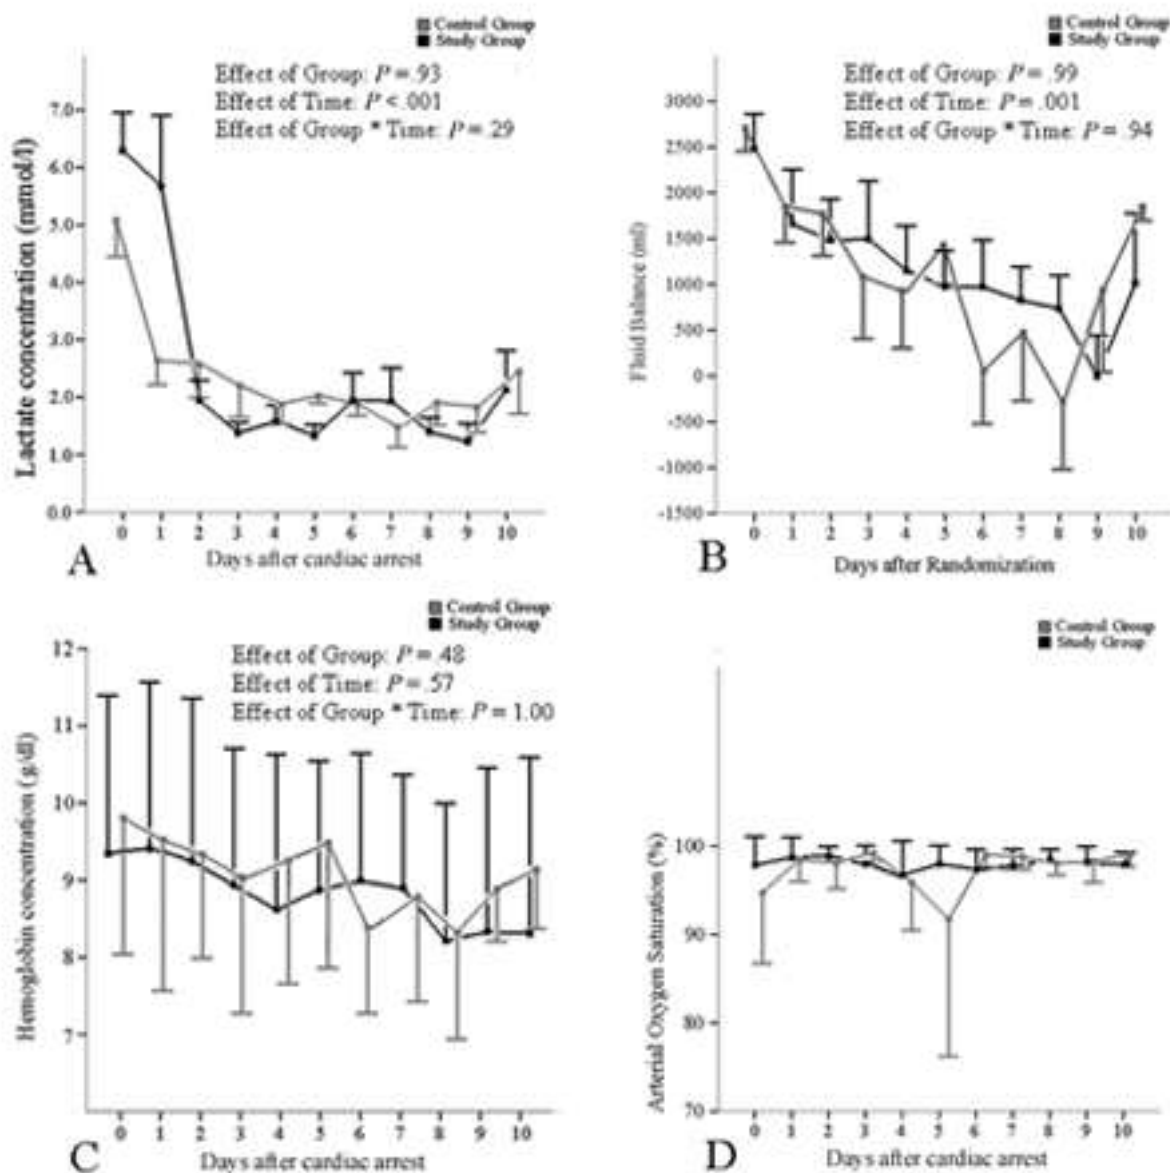 Control Group
Study Group
Effect of Group: P = .93
Effect of Time: P < .001
Effect of Group * Time: P = .29
Lactate concentration (mmol/l)
7.0
6.0
5.0
4.0
3.0
2.0
1.0
0.0
0 1 2 3 4 5 6 7 8 9 10
Days after cardiac arrest
A
Control Group
Study Group
Effect of Group: P = .99
Effect of Time: P = .001
Effect of Group * Time: P = .94
Fluid Balance (ml)
3000
2500
2000
1500
1000
500
0
-500
-1000
-1500
0 1 2 3 4 5 6 7 8 9 10
Days after Randomization
B
Control Group
Study Group
Effect of Group: P = .48
Effect of Time: P = .57
Effect of Group * Time: P = 1.00
Hemoglobin concentration (g/dl)
12
11
10
9
8
7
0 1 2 3 4 5 6 7 8 9 10
Days after cardiac arrest
C
Control Group
Study Group
Arterial Oxygen Saturation (%)
100
90
80
70
0 1 2 3 4 5 6 7 8 9 10
Days after cardiac arrest
D